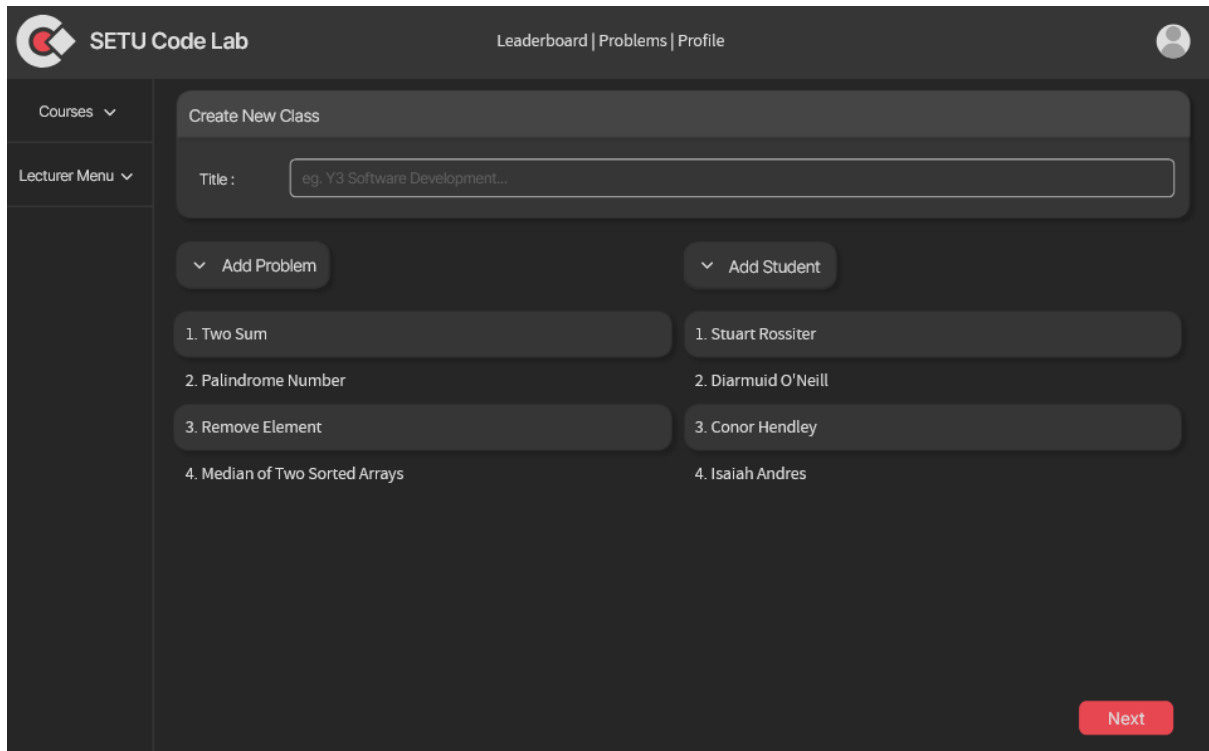 SETU Code Lab
Leaderboard | Problems | Profile
Courses
Lecturer Menu
Create New Class
Title :
eg. Y3 Software Development...
Add Problem
Add Student
1. Two Sum
1. Stuart Rossiter
2. Palindrome Number
2. Diarmuid O'Neill
3. Remove Element
3. Conor Hendley
4. Median of Two Sorted Arrays
4. Isaiah Andres
Next